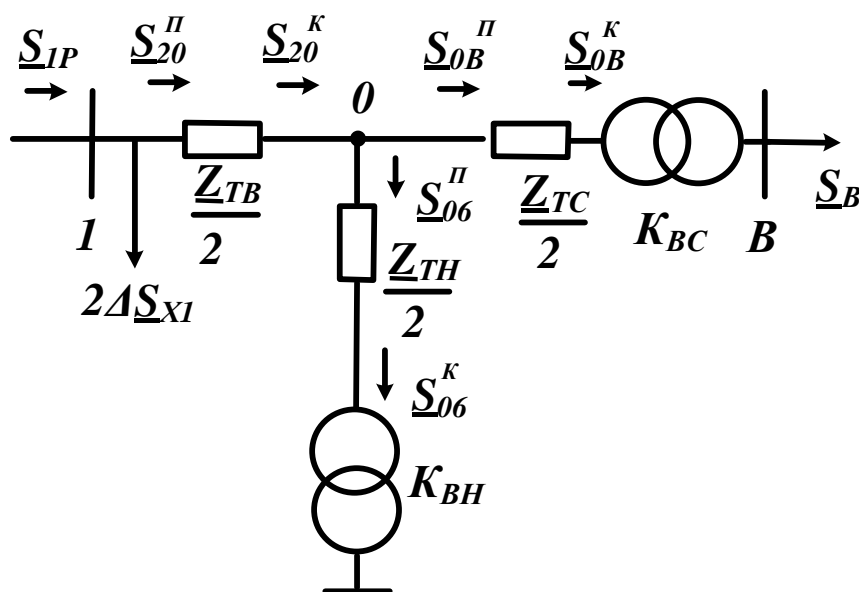 S1P
S20П
S20К
S0BП
S0BК
0
1
ZTB
2
S06П
ZTC
2
KBC
B
SB
2ΔSX1
ZTH
2
S06К
KBH